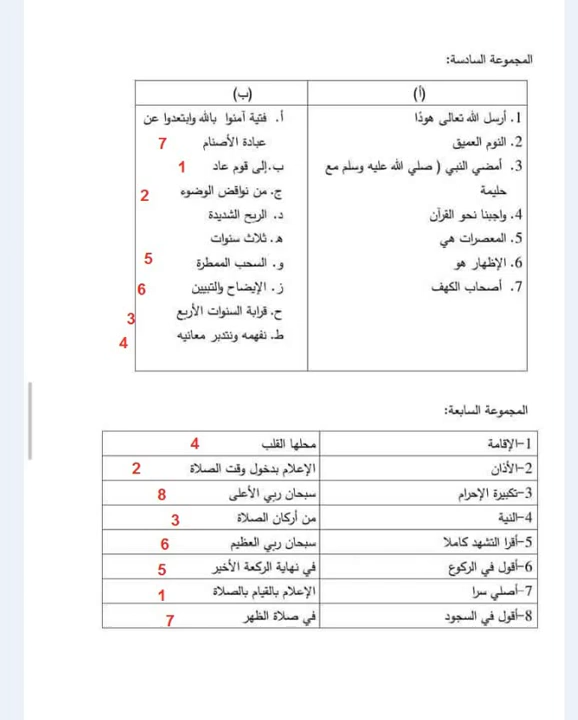 المجموعة السادسة:
(أ) (ب)
1. أرسل الله تعالى هودًا
2. النوم العميق
3. أمضي النبي ( صلي الله عليه وسلم مع
حليمة
4. واجبنا نحو القرآن
5. المعصرات هي
6. الإظهار هو
7. أصحاب الكهف
أ. فتية آمنوا بالله وابتعدوا عن
عبادة الأصنام 7
ب.إلى قوم عاد 1
ج. من نواقض الوضوء 2
د. الريح الشديدة
ه. ثلاث سنوات
و. السحب الممطرة 5
ز. الإيضاح والتبيين 6
ح. قرابة السنوات الأربع 3
ط. نفهمه ونتدبر معانيه 4
المجموعة السابعة:
1-الإقامة محلها القلب 4
2-الأذان الإعلام بدخول وقت الصلاة 2
3-تكبيرة الإحرام سبحان ربي الأعلى 8
4-النية من أركان الصلاة 3
5-أقرا التشهد كاملا سبحان ربي العظيم 6
6-أقول في الركوع في نهاية الركعة الأخير 5
7-أصلي سرا الإعلام بالقيام بالصلاة 1
8-أقول في السجود في صلاة الظهر 7